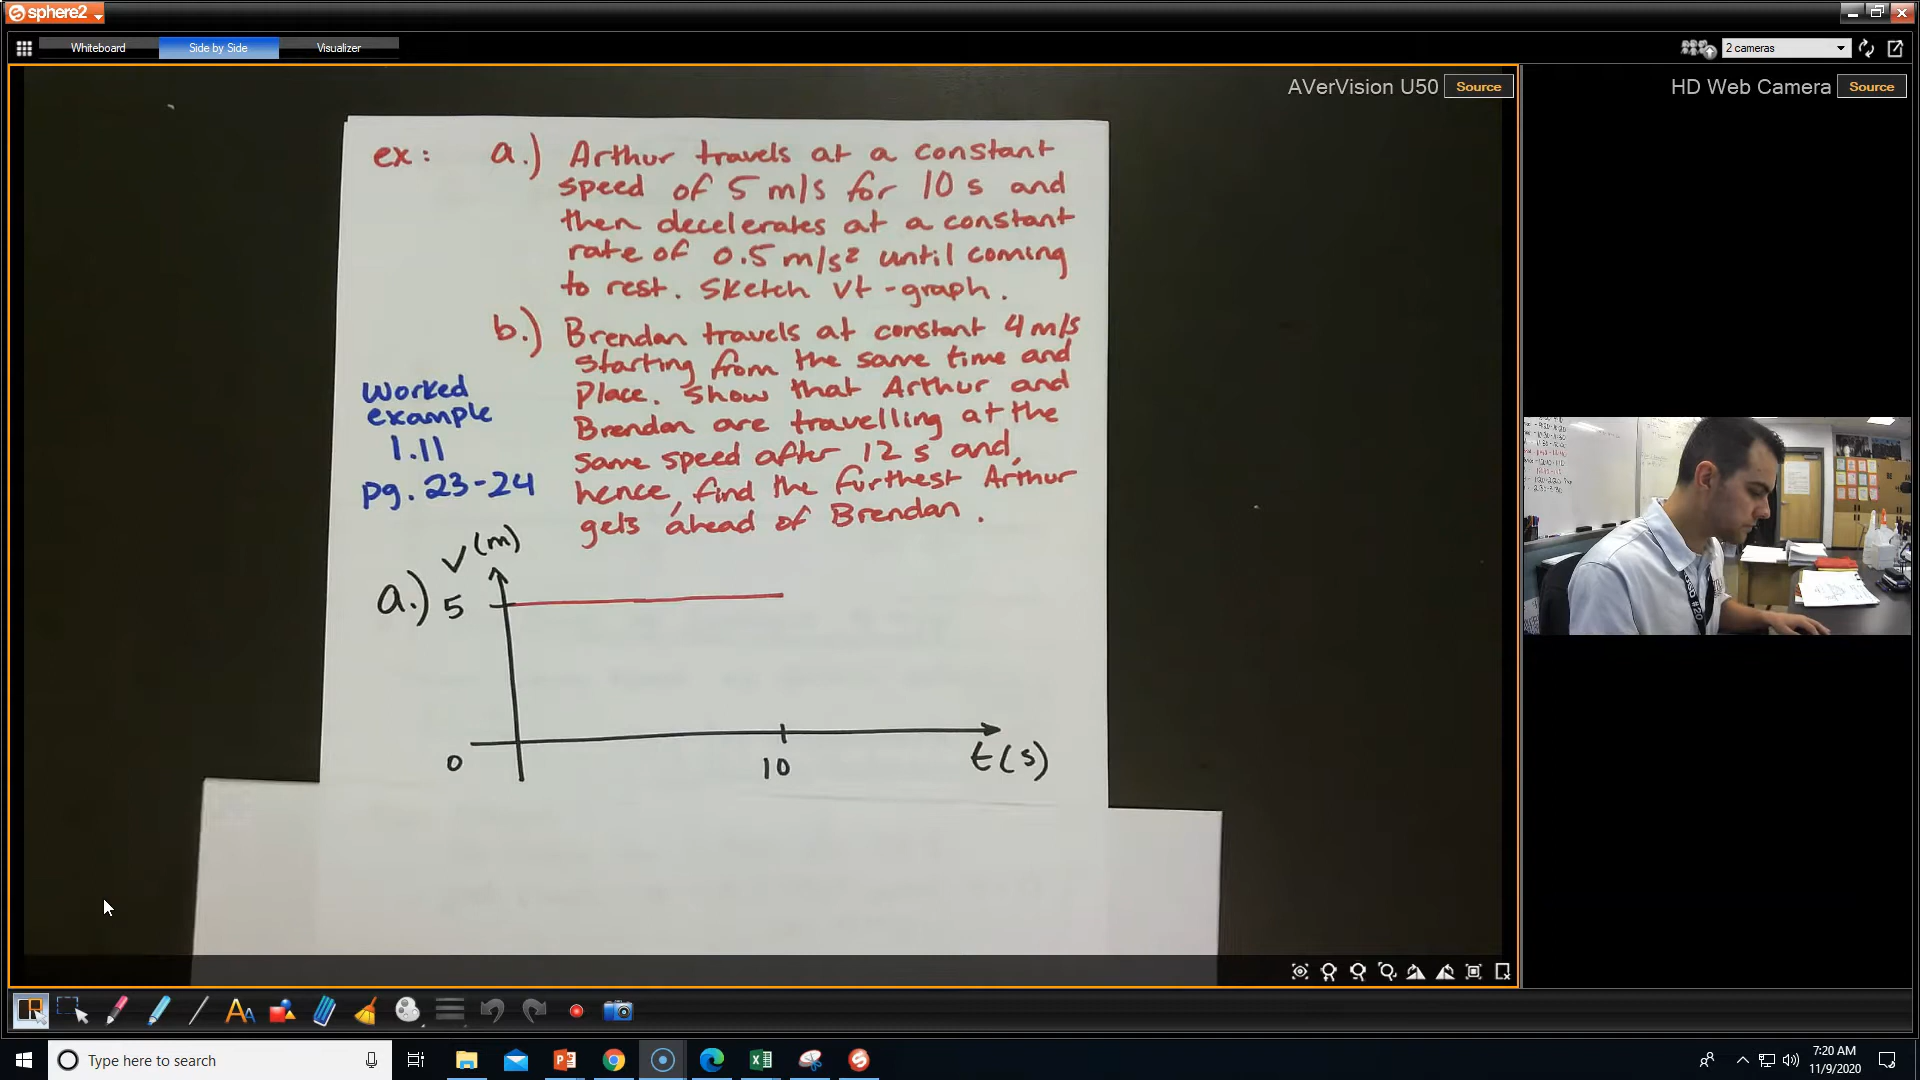 sphere2
Whiteboard
Side by Side
Visualizer
2 cameras
AVerVision U50
Source
HD Web Camera
Source
ex: a.) Arthur travels at a constant
speed of 5 m/s for 10 s and
then decelerates at a constant
rate of 0.5 m/s² until coming
to rest. Sketch vt-graph.
b.) Brendan travels at constant 4 m/s
starting from the same time and
place. Show that Arthur and
Brendan are travelling at the
same speed after 12 s and,
hence, find the furthest Arthur
gets ahead of Brendan.
Worked
example
1.11
pg. 23-24
a.)
v (m)
5
0
10
t(s)
Type here to search
7:20 AM
11/9/2020